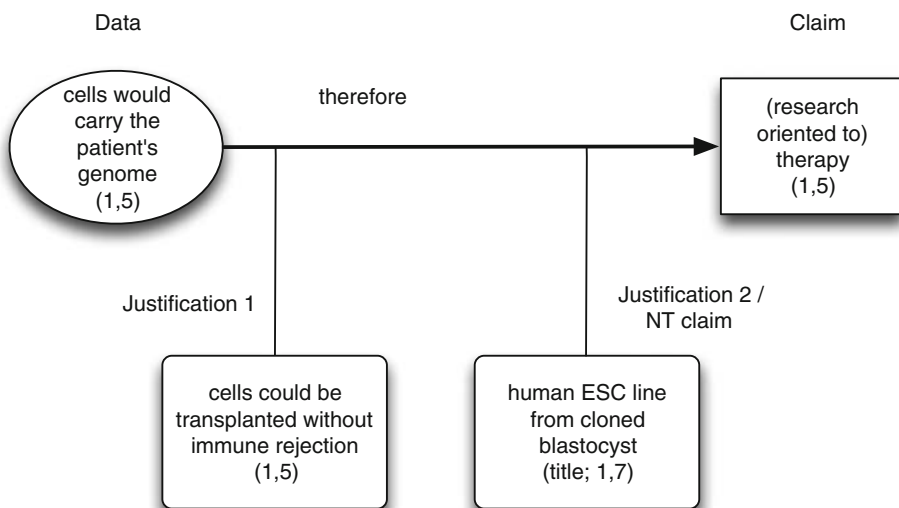 Data
Claim
cells would
carry the
patient's
genome
(1,5)
therefore
(research
oriented to)
therapy
(1,5)
Justification 1
Justification 2 /
NT claim
cells could be
transplanted without
immune rejection
(1,5)
human ESC line
from cloned
blastocyst
(title; 1,7)